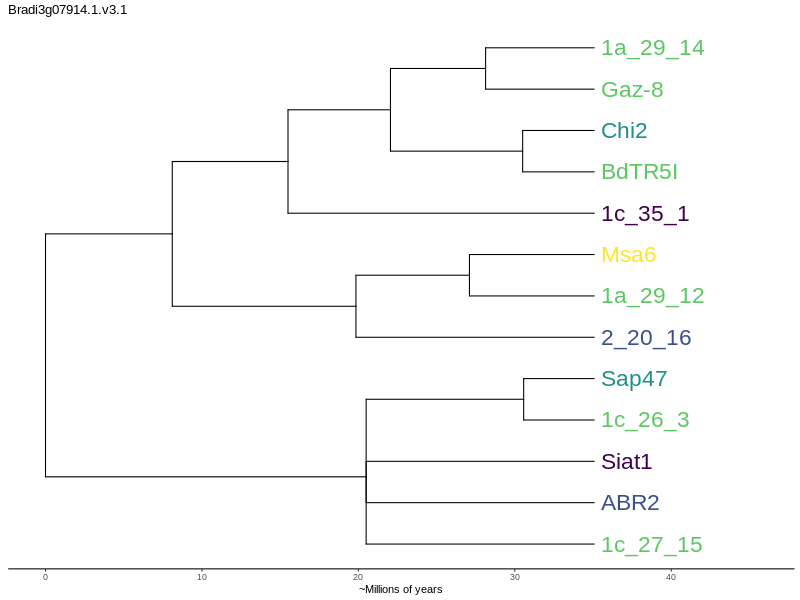 Bradi3g07914.1.v3.1
1a_29_14
Gaz-8
Chi2
BdTR5I
1c_35_1
Msa6
1a_29_12
2_20_16
Sap47
1c_26_3
Siat1
ABR2
1c_27_15
0 10 20 30 40
~Millions of years